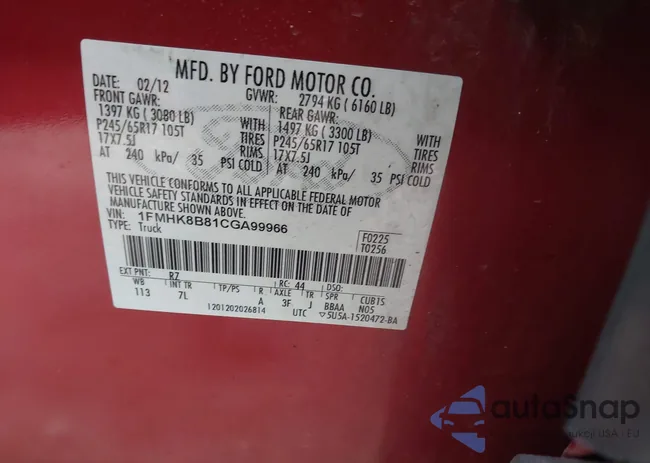 MFD. BY FORD MOTOR CO.
DATE: 02/12 GVWR: 2794 KG ( 6160 LB)
FRONT GAWR: REAR GAWR:
1397 KG ( 3080 LB) WITH 1497 KG ( 3300 LB) WITH
P245/65R17 105T TIRES P245/65R17 105T TIRES
17X7.5J RIMS 17X7.5J RIMS
AT 240 kPa/ 35 PSI COLD AT 240 kPa/ 35 PSI COLD
THIS VEHICLE CONFORMS TO ALL APPLICABLE FEDERAL MOTOR
VEHICLE SAFETY STANDARDS IN EFFECT ON THE DATE OF
MANUFACTURE SHOWN ABOVE.
VIN: 1FMHK8B81CGA99966
TYPE: Truck
F0225
T0256
EXT PNT: RZ RC: 44 DSO:
WB INT TR TP/PS R AXLE TR SPR CUBIS
113 7L A 3F J BBAA N05
1201202026814 UTC ▽5U5A-1520472-BA
Ford
autoSnap
USA - EU